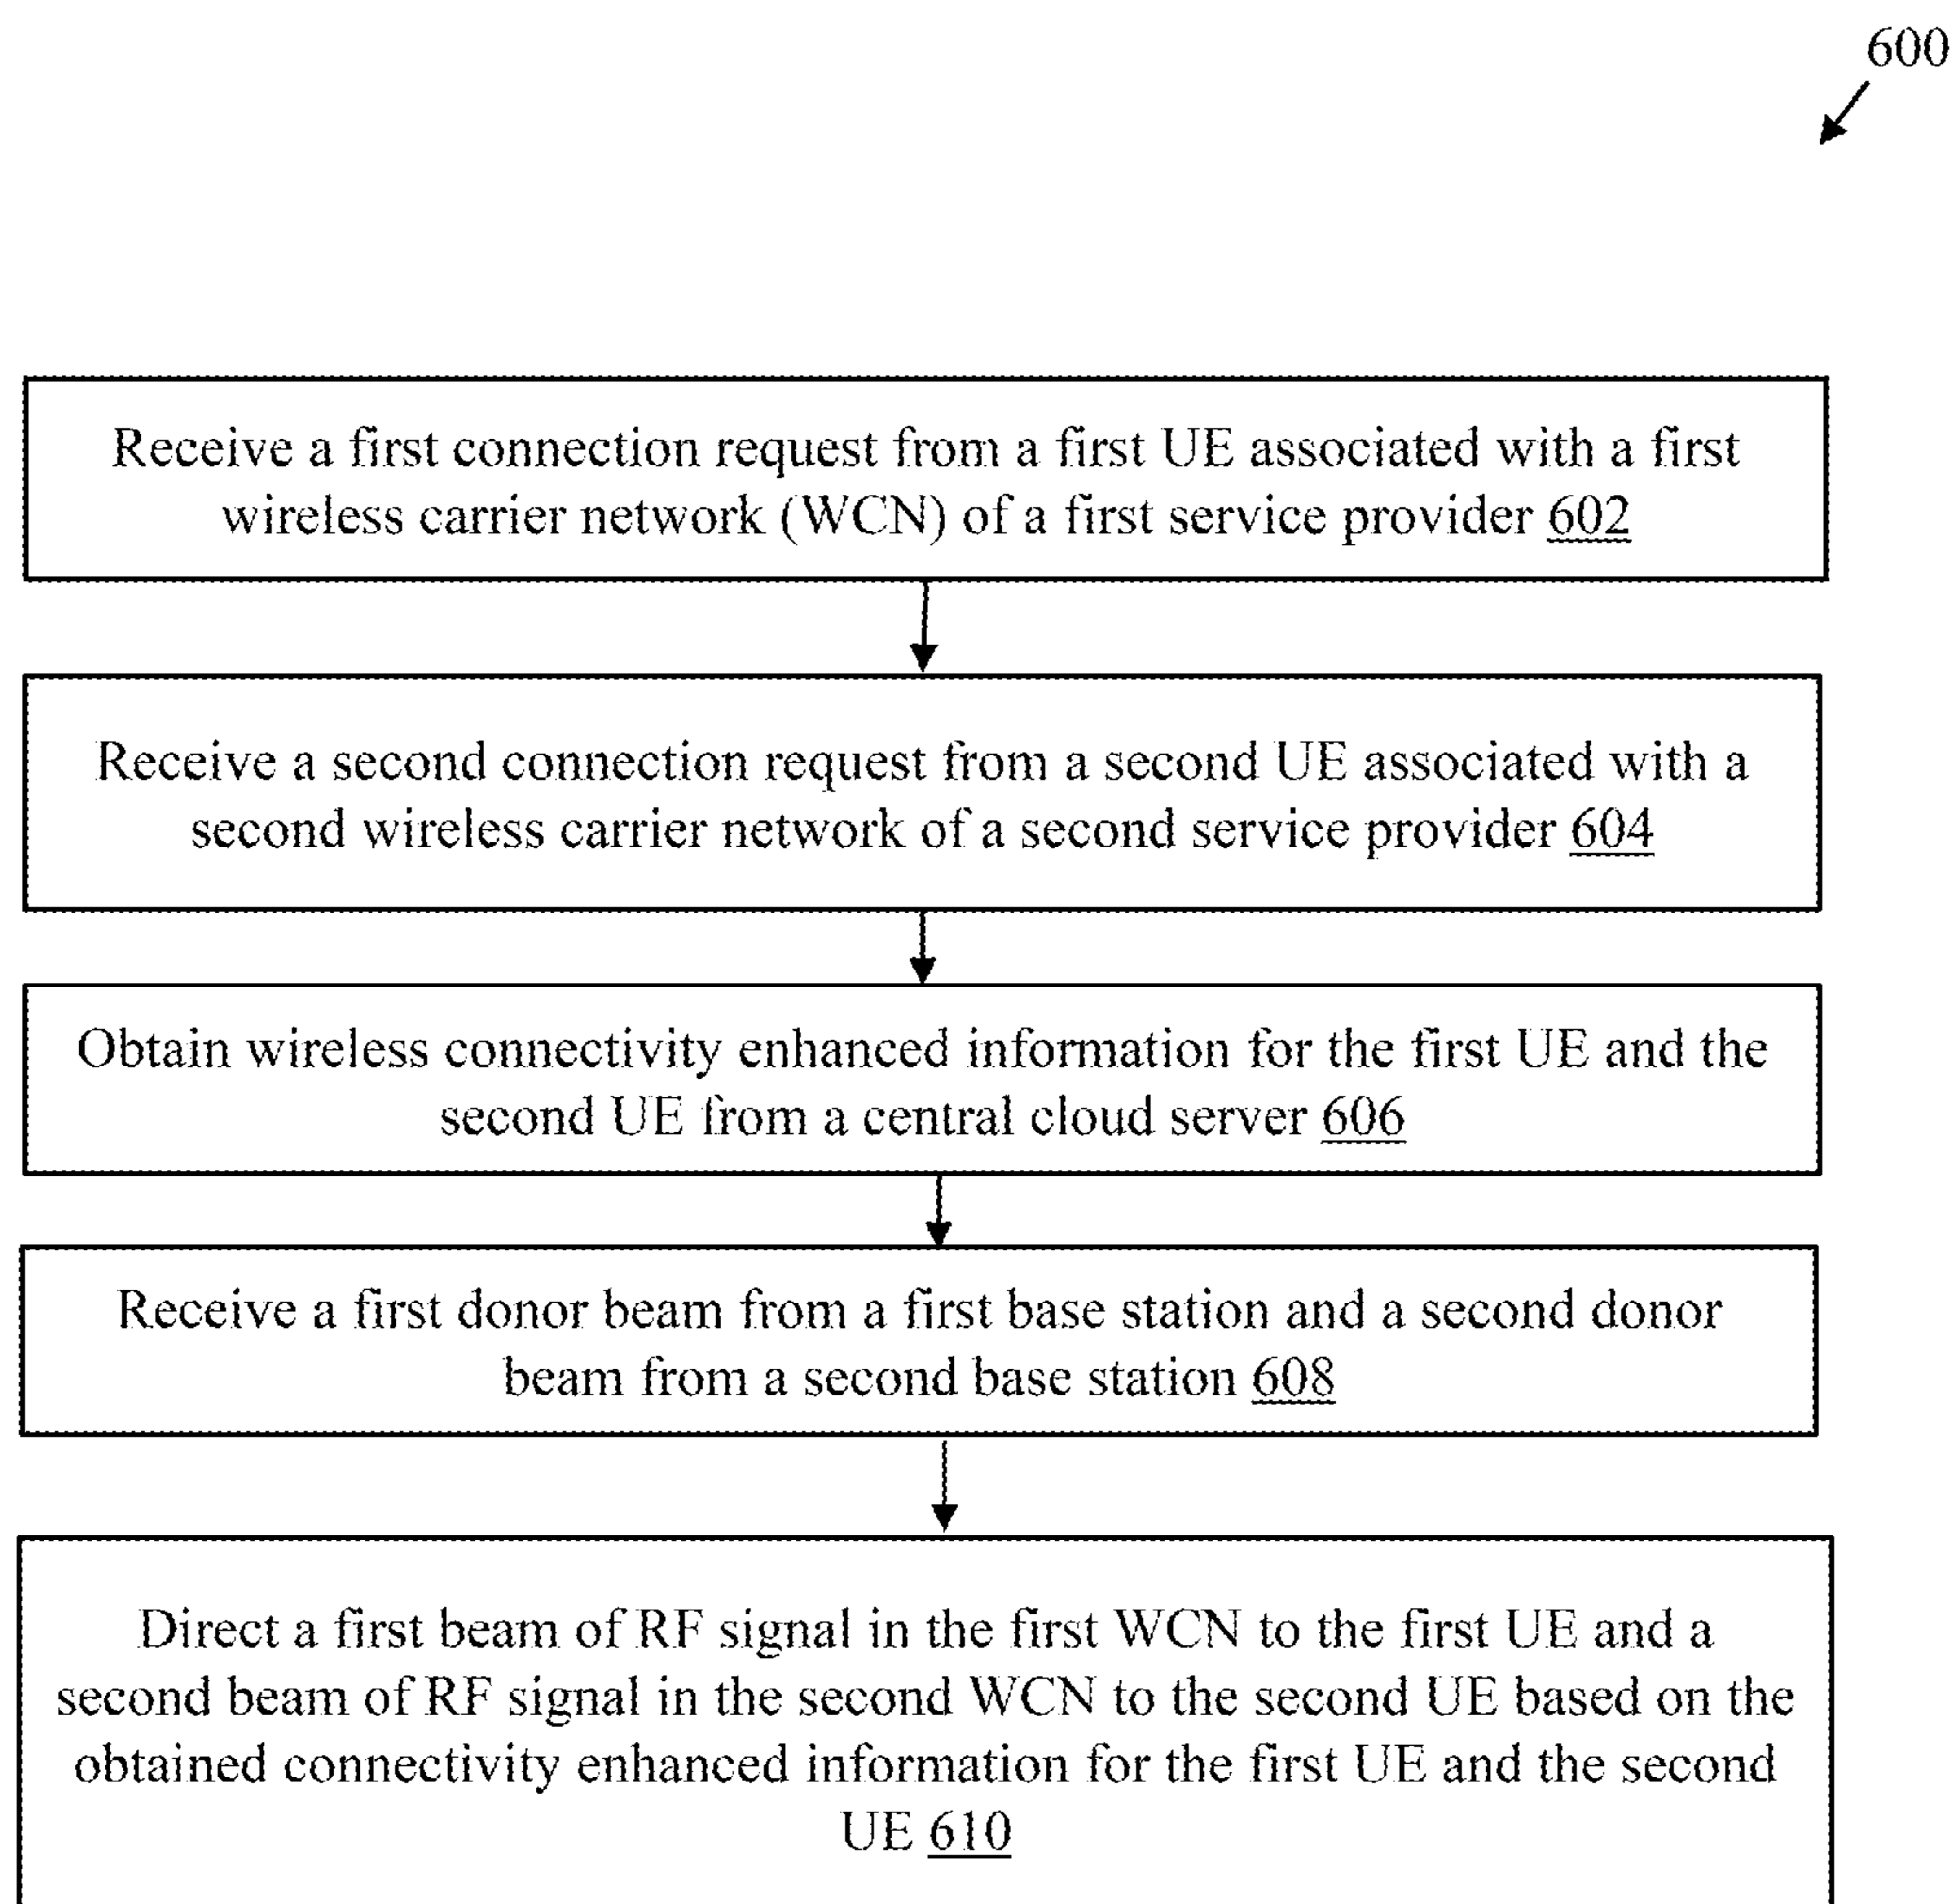 600
Receive a first connection request from a first UE associated with a first
wireless carrier network (WCN) of a first service provider 602
Receive a second connection request from a second UE associated with a
second wireless carrier network of a second service provider 604
Obtain wireless connectivity enhanced information for the first UE and the
second UE from a central cloud server 606
Receive a first donor beam from a first base station and a second donor
beam from a second base station 608
Direct a first beam of RF signal in the first WCN to the first UE and a
second beam of RF signal in the second WCN to the second UE based on the
obtained connectivity enhanced information for the first UE and the second
UE 610